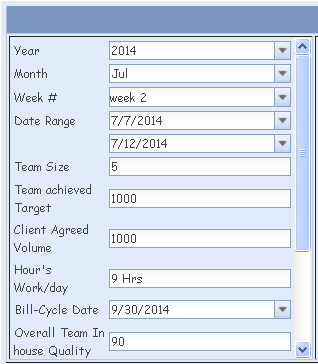 Year 2014
Month Jul
Week # week 2
Date Range 7/7/2014
7/12/2014
Team Size 5
Team achieved
Target
1000
Client Agreed
Volume
1000
Hour's
Work/day
9 Hrs
Bill-Cycle Date 9/30/2014
Overall Team In
house Quality
90